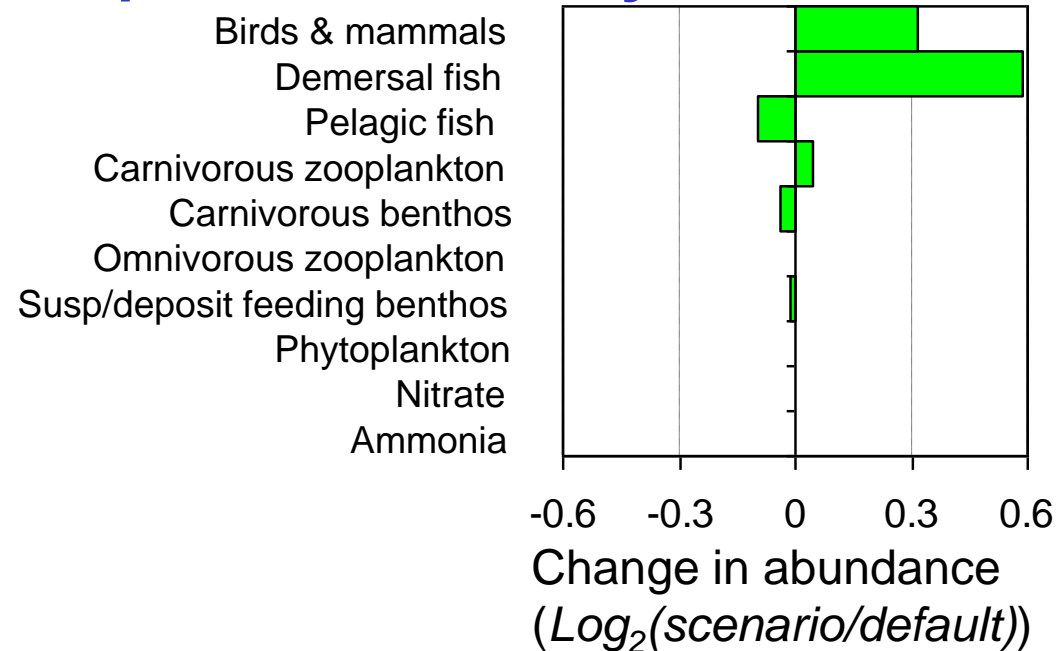 Birds & mammals
Demersal fish
Pelagic fish
Carnivorous zooplankton
Carnivorous benthos
Omnivorous zooplankton
Susp/deposit feeding benthos
Phytoplankton
Nitrate
Ammonia
-0.6 -0.3 0 0.3 0.6
Change in abundance
(Log₂(scenario/default))